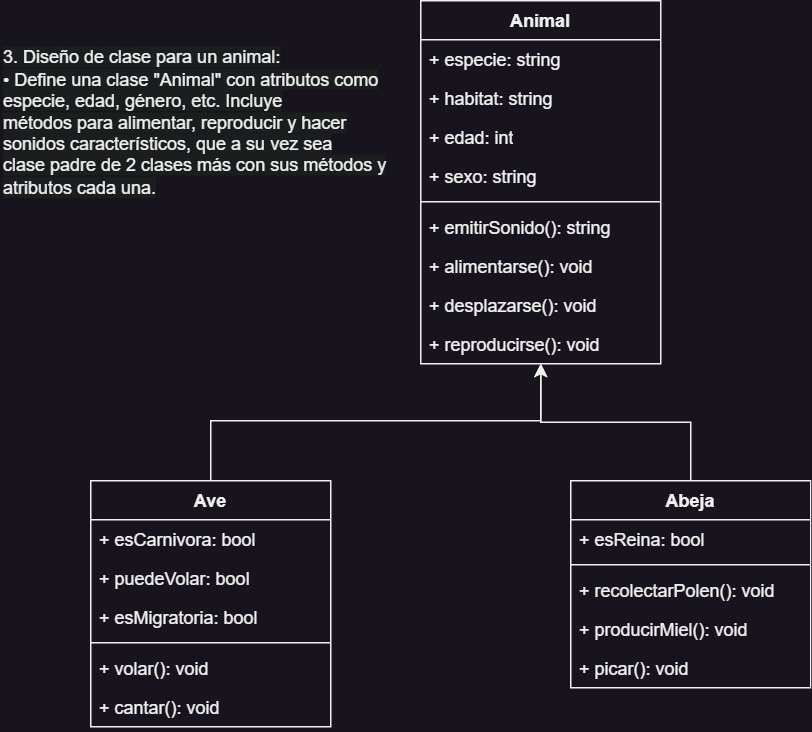 3. Diseño de clase para un animal:
• Define una clase "Animal" con atributos como
especie, edad, género, etc. Incluye
métodos para alimentar, reproducir y hacer
sonidos característicos, que a su vez sea
clase padre de 2 clases más con sus métodos y
atributos cada una.
Animal
+ especie: string
+ habitat: string
+ edad: int
+ sexo: string
+ emitirSonido(): string
+ alimentarse(): void
+ desplazarse(): void
+ reproducirse(): void
Ave
+ esCarnivora: bool
+ puedeVolar: bool
+ esMigratoria: bool
+ volar(): void
+ cantar(): void
Abeja
+ esReina: bool
+ recolectarPolen(): void
+ producirMiel(): void
+ picar(): void